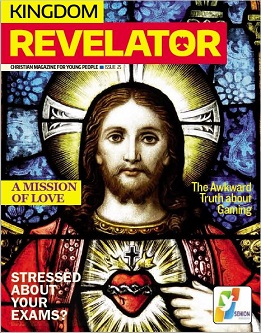 KINGDOM
REVELATOR
CHRISTIAN MAGAZINE FOR YOUNG PEOPLE ISSUE 25
A MISSION
OF LOVE
The Awkward
Truth about
Gaming
STRESSED
ABOUT
YOUR
EXAMS?